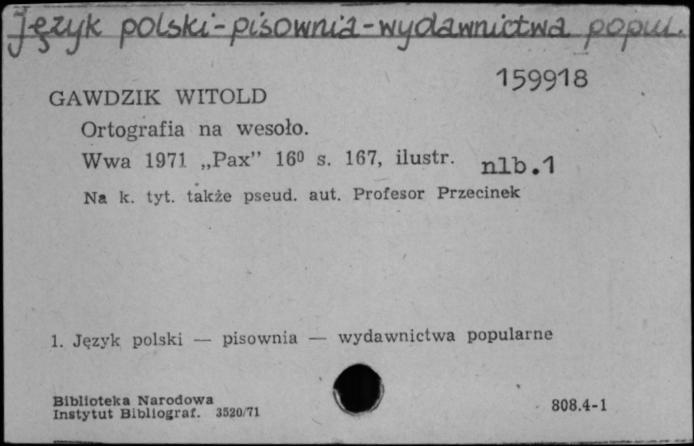 Język polski-pisownia-wydawnictwa popul.
159918
GAWDZIK WITOLD
Ortografia na wesoło.
Wwa 1971 „Pax” 16⁰ s. 167, ilustr. nlb.1
Na k. tyt. także pseud. aut. Profesor Przecinek
1. Język polski — pisownia — wydawnictwa popularne
Biblioteka Narodowa
Instytut Bibliograf. 3520/71
808.4-1